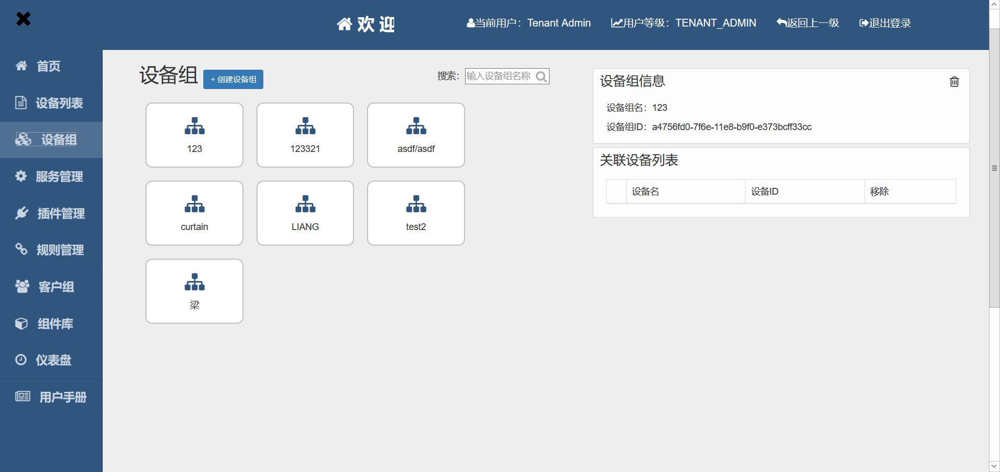 欢 迎
当前用户：Tenant Admin
用户等级：TENANT_ADMIN
返回上一级
退出登录
首页
设备列表
设备组
服务管理
插件管理
规则管理
客户组
组件库
仪表盘
用户手册
设备组
+ 创建设备组
搜索：
输入设备组名称
123
123321
asdf/asdf
curtain
LIANG
test2
梁
设备组信息
设备组名：123
设备组ID：a4756fd0-7f6e-11e8-b9f0-e373bcff33cc
关联设备列表
设备名 设备ID 移除